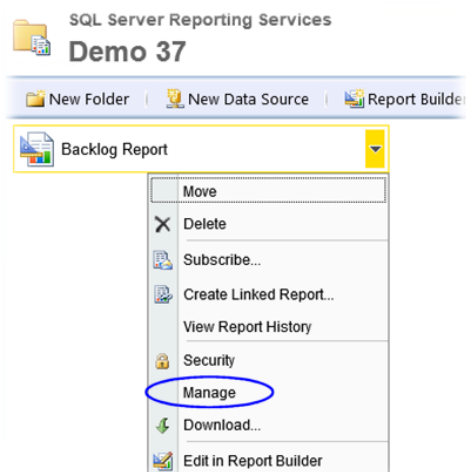 SQL Server Reporting Services
Demo 37
New Folder New Data Source Report Builder
Backlog Report
Move
Delete
Subscribe...
Create Linked Report...
View Report History
Security
Manage
Download...
Edit in Report Builder